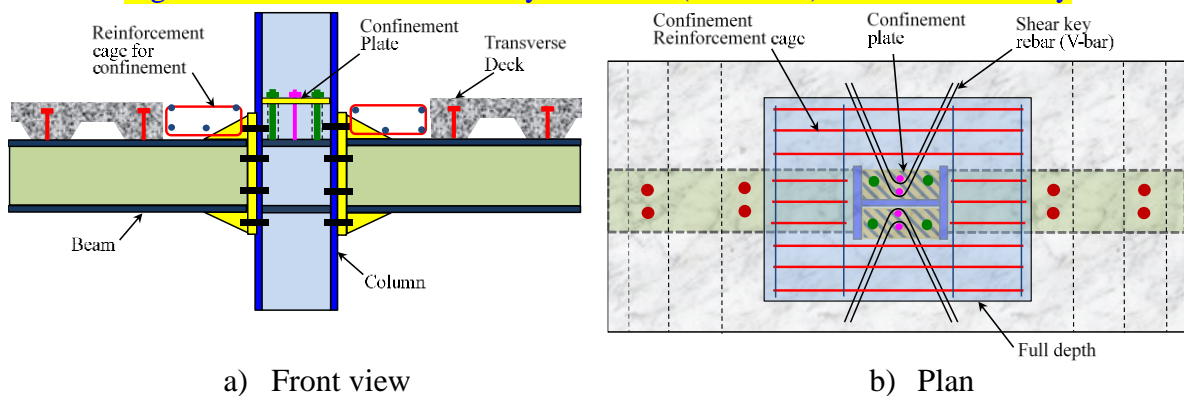 Reinforcement
cage for
confinement
Confinement
Plate
Transverse
Deck
Beam
Column
a) Front view
Confinement
Reinforcement cage
Confinement
plate
Shear key
rebar (V-bar)
Full depth
b) Plan